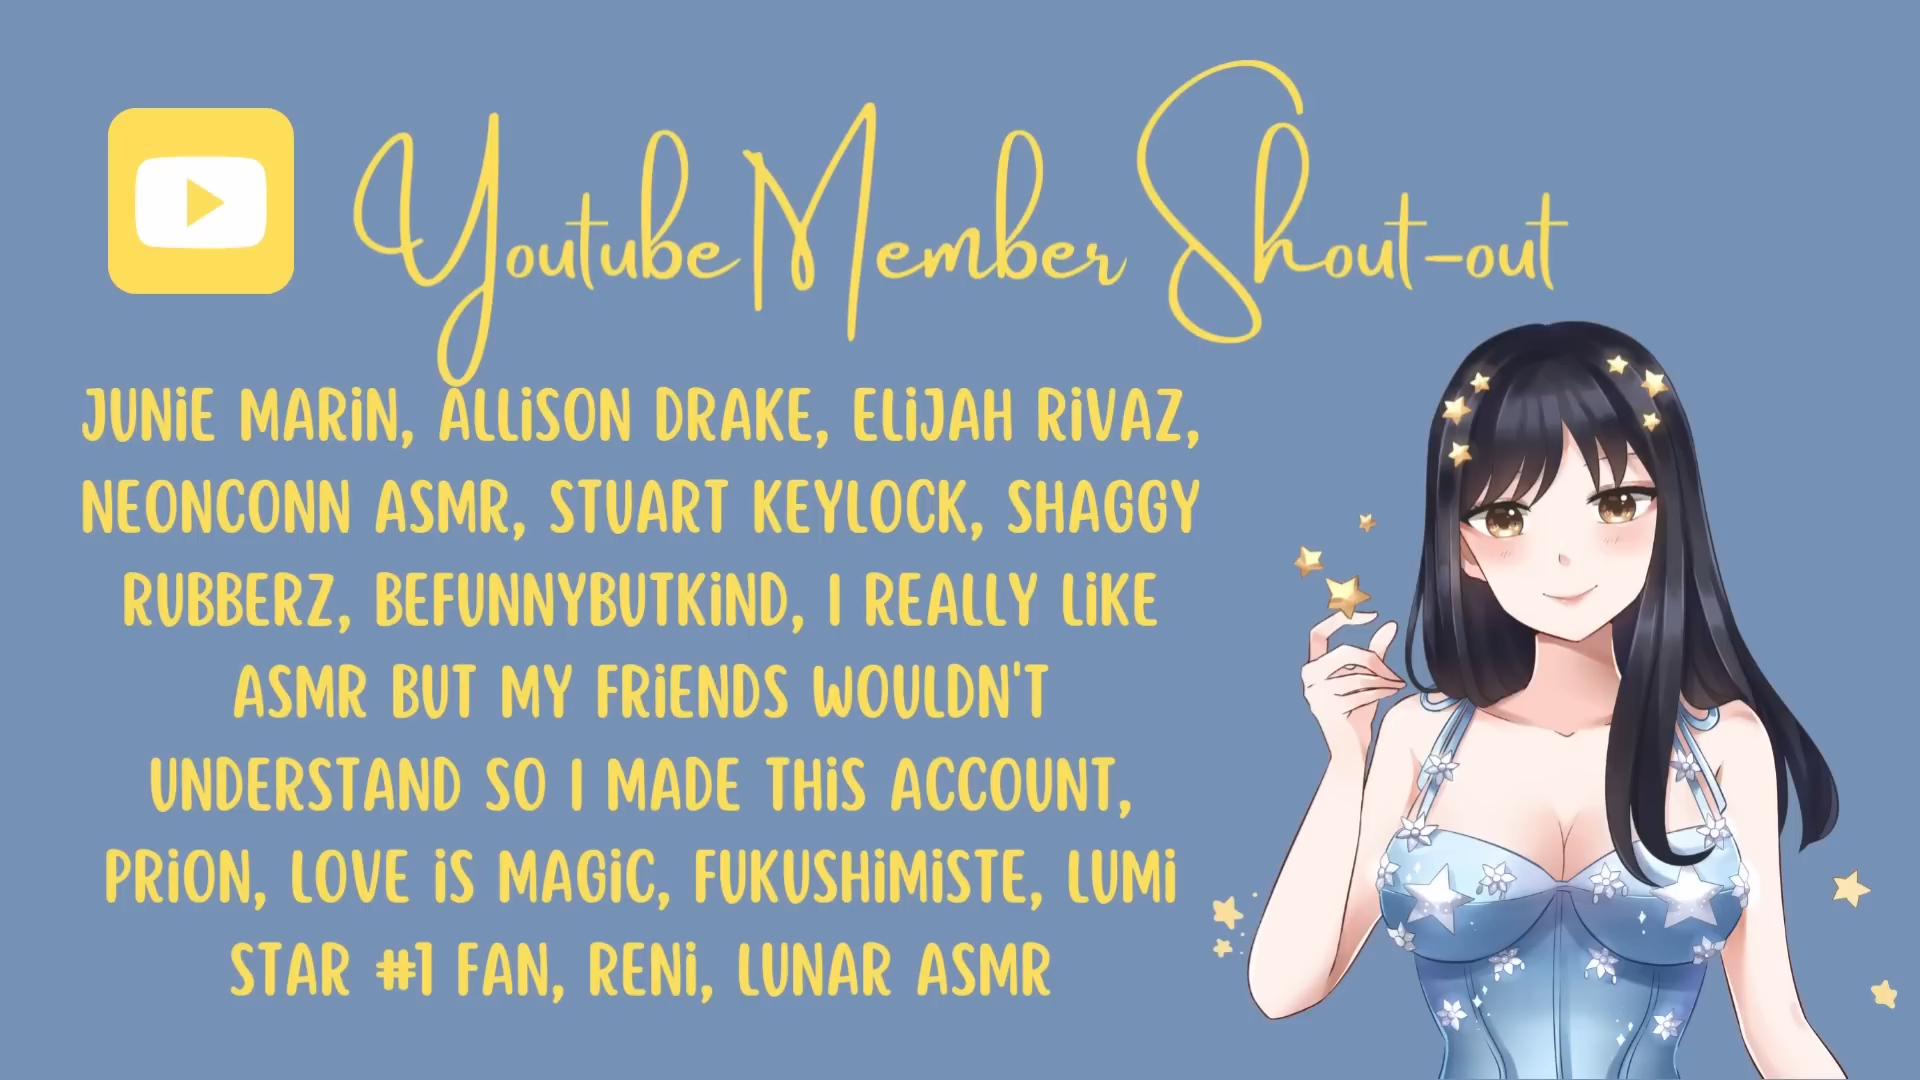 Youtube Member Shout-out
JUNiE MARiN, ALLiSON DRAKE, ELiJAH RiVAZ,
NEONCONN ASMR, STUART KEYLOCK, SHAGGY
RUBBERZ, BEFUNNYBUTKiND, I REALLY LiKE
ASMR BUT MY FRiENDS WOULDN'T
UNDERSTAND SO I MADE THiS ACCOUNT,
PRiON, LOVE iS MAGiC, FUKUSHiMiSTE, LUMi
STAR #1 FAN, RENi, LUNAR ASMR